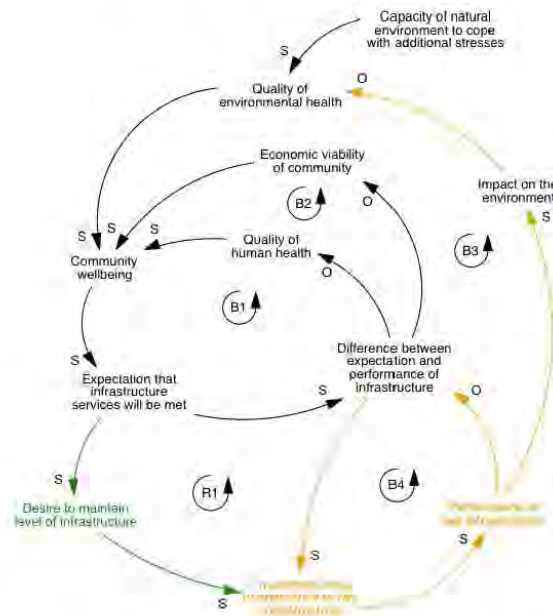 Capacity of natural
environment to cope
with additional stresses
S
O
Quality of
environmental health
Economic viability
of community
Impact on the
environment
B2
O
S
S
S
S
B3
Quality of
human health
Community
wellbeing
O
B1
Difference between
expectation and
performance of
infrastructure
S
Expectation that
infrastructure
services will be met
S
O
S
R1
B4
Desire to maintain
level of infrastructure
S
S
S